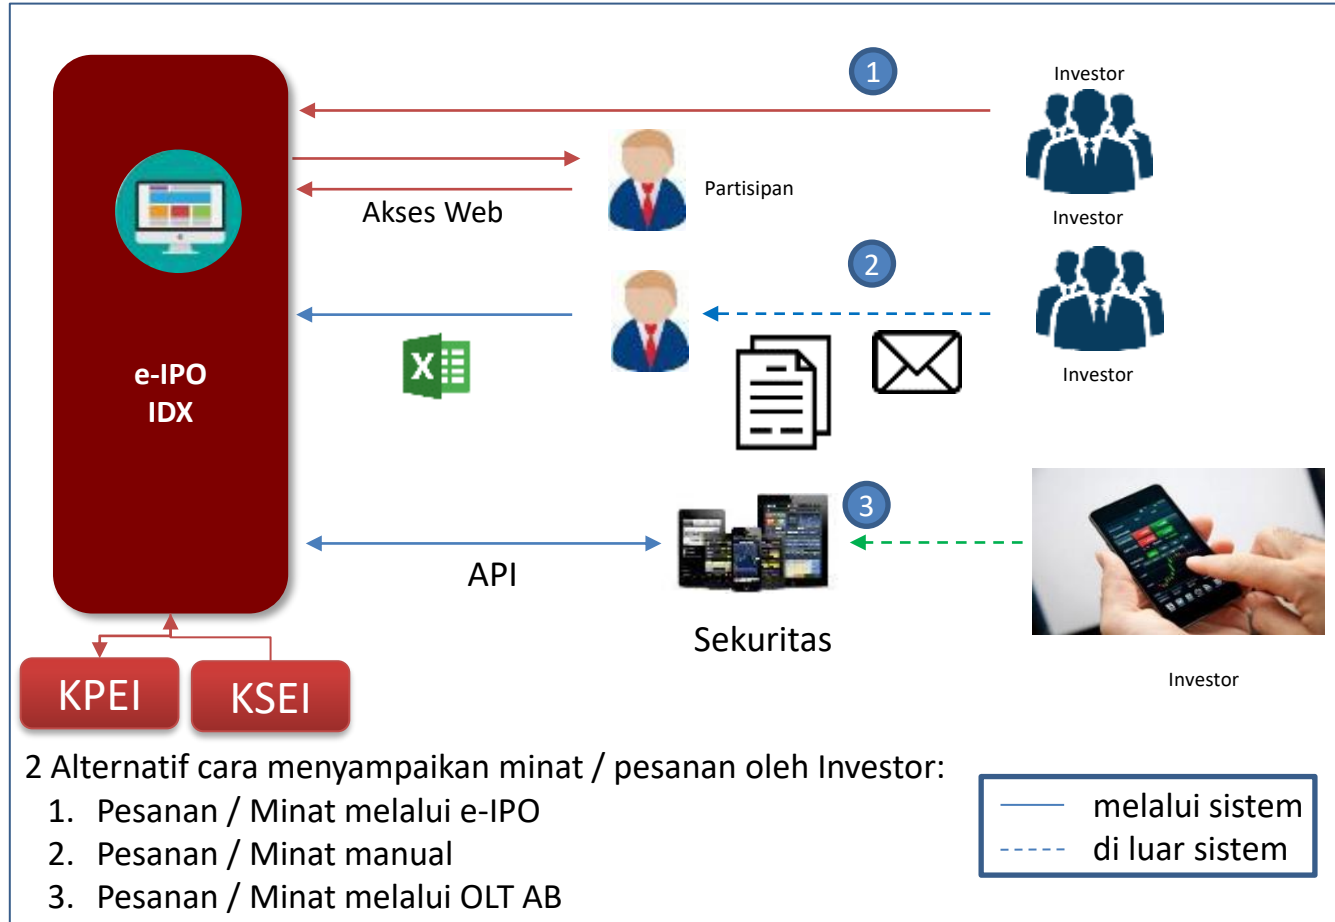 1
Investor
Partisipan
Akses Web
Investor
2
e-IPO
IDX
X
Investor
3
API
Sekuritas
Investor
KPEI
KSEI
2 Alternatif cara menyampaikan minat / pesanan oleh Investor:
1. Pesanan / Minat melalui e-IPO
2. Pesanan / Minat manual
3. Pesanan / Minat melalui OLT AB
melalui sistem
di luar sistem